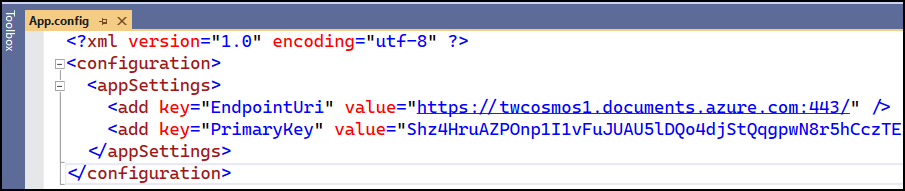 Toolbox
App.config
<?xml version="1.0" encoding="utf-8" ?>
<configuration>
<appSettings>
<add key="EndpointUri" value="https://twcosmos1.documents.azure.com:443/" />
<add key="PrimaryKey" value="Shz4HruAZPOnp1I1vFuJUAU5lDQo4djStQqgpwN8r5hCczTE
</appSettings>
</configuration>